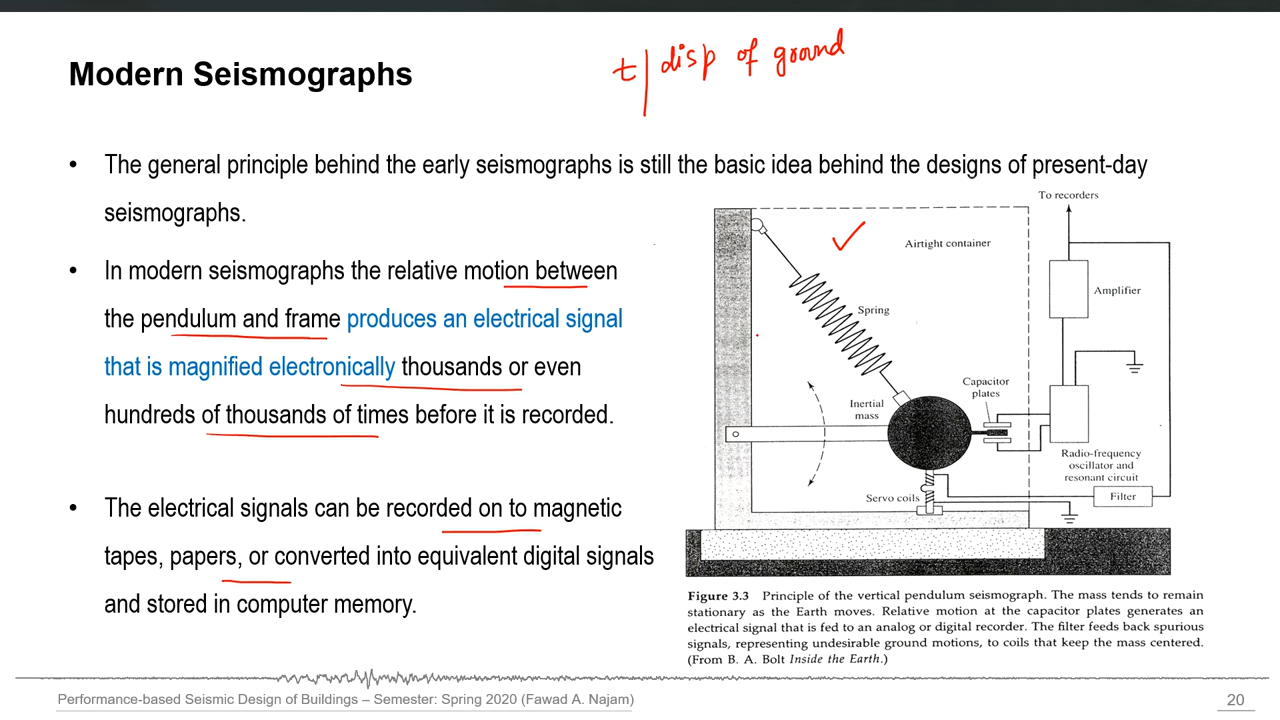 Modern Seismographs
t | disp of ground
• The general principle behind the early seismographs is still the basic idea behind the designs of present-day
seismographs.
• In modern seismographs the relative motion between
the pendulum and frame produces an electrical signal
that is magnified electronically thousands or even
hundreds of thousands of times before it is recorded.
• The electrical signals can be recorded on to magnetic
tapes, papers, or converted into equivalent digital signals
and stored in computer memory.
To recorders
Airtight container
Amplifier
Spring
Capacitor
plates
Inertial
mass
Radio-frequency
oscillator and
resonant circuit
Servo coils
Filter
Figure 3.3 Principle of the vertical pendulum seismograph. The mass tends to remain
stationary as the Earth moves. Relative motion at the capacitor plates generates an
electrical signal that is fed to an analog or digital recorder. The filter feeds back spurious
signals, representing undesirable ground motions, to coils that keep the mass centered.
(From B. A. Bolt Inside the Earth.)
Performance-based Seismic Design of Buildings – Semester: Spring 2020 (Fawad A. Najam)
20